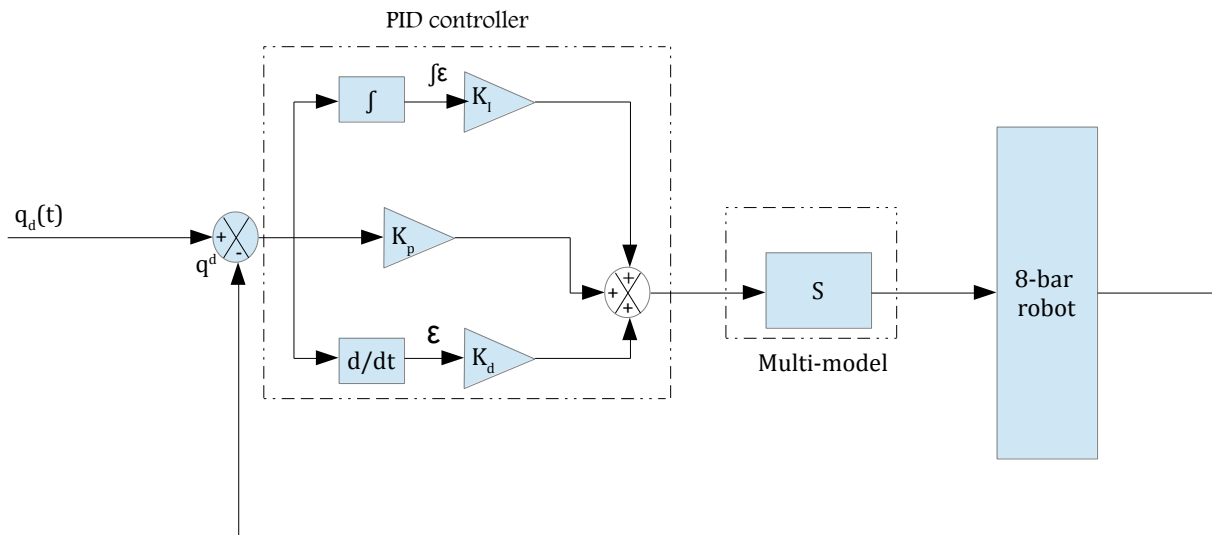 PID controller
∫ε
∫
K_I
q_d(t)
+
-
q^d
K_p
+
+
+
S
8-bar
robot
ε
d/dt
K_d
Multi-model